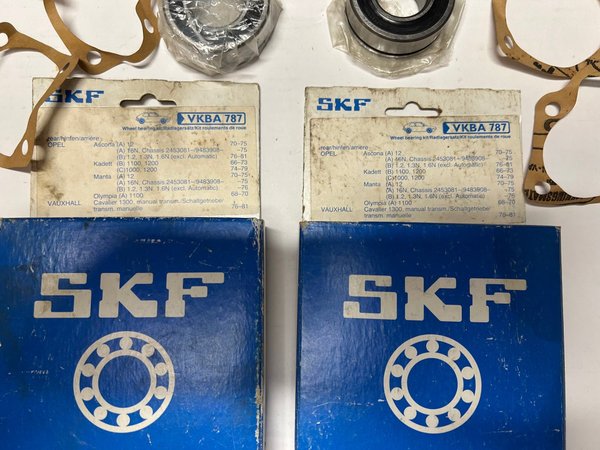 SKF
VKBA 787
Wheel bearing kit/Radlagersatz/Kit roulements de roue
rear/hinten/arrière
OPEL Ascona (A) 12 70–75
(A) 16N, Chassis 2453081–9483908– –75
(B) 1.2, 1.3N, 1.6N (excl. Automatic) 76–81
Kadett (B) 1100, 1200 66–73
(C) 1000, 1200 74–79
Manta (A) 12 70–75
(A) 16N, Chassis 2453081–9483908– –75
(B) 1.2, 1.3N, 1.6N (excl. Automatic) –76
Olympia (A) 1100 68–70
VAUXHALL Cavalier 1300, manual transm./Schaltgetriebe/
transm. manuelle 76–81
SKF
SKF
VKBA 787
Wheel bearing kit/Radlagersatz/Kit roulements de roue
rear/hinten/arrière
OPEL Ascona (A) 12 70–75
(A) 16N, Chassis 2453081–9483908– –75
(B) 1.2, 1.3N, 1.6N (excl. Automatic) 76–81
Kadett (B) 1100, 1200 66–73
(C) 1000, 1200 74–79
Manta (A) 12 70–75
(A) 16N, Chassis 2453081–9483908– –75
(B) 1.2, 1.3N, 1.6N (excl. Automatic) –76
Olympia (A) 1100 68–70
VAUXHALL Cavalier 1300, manual transm./Schaltgetriebe/
transm. manuelle 76–81
SKF